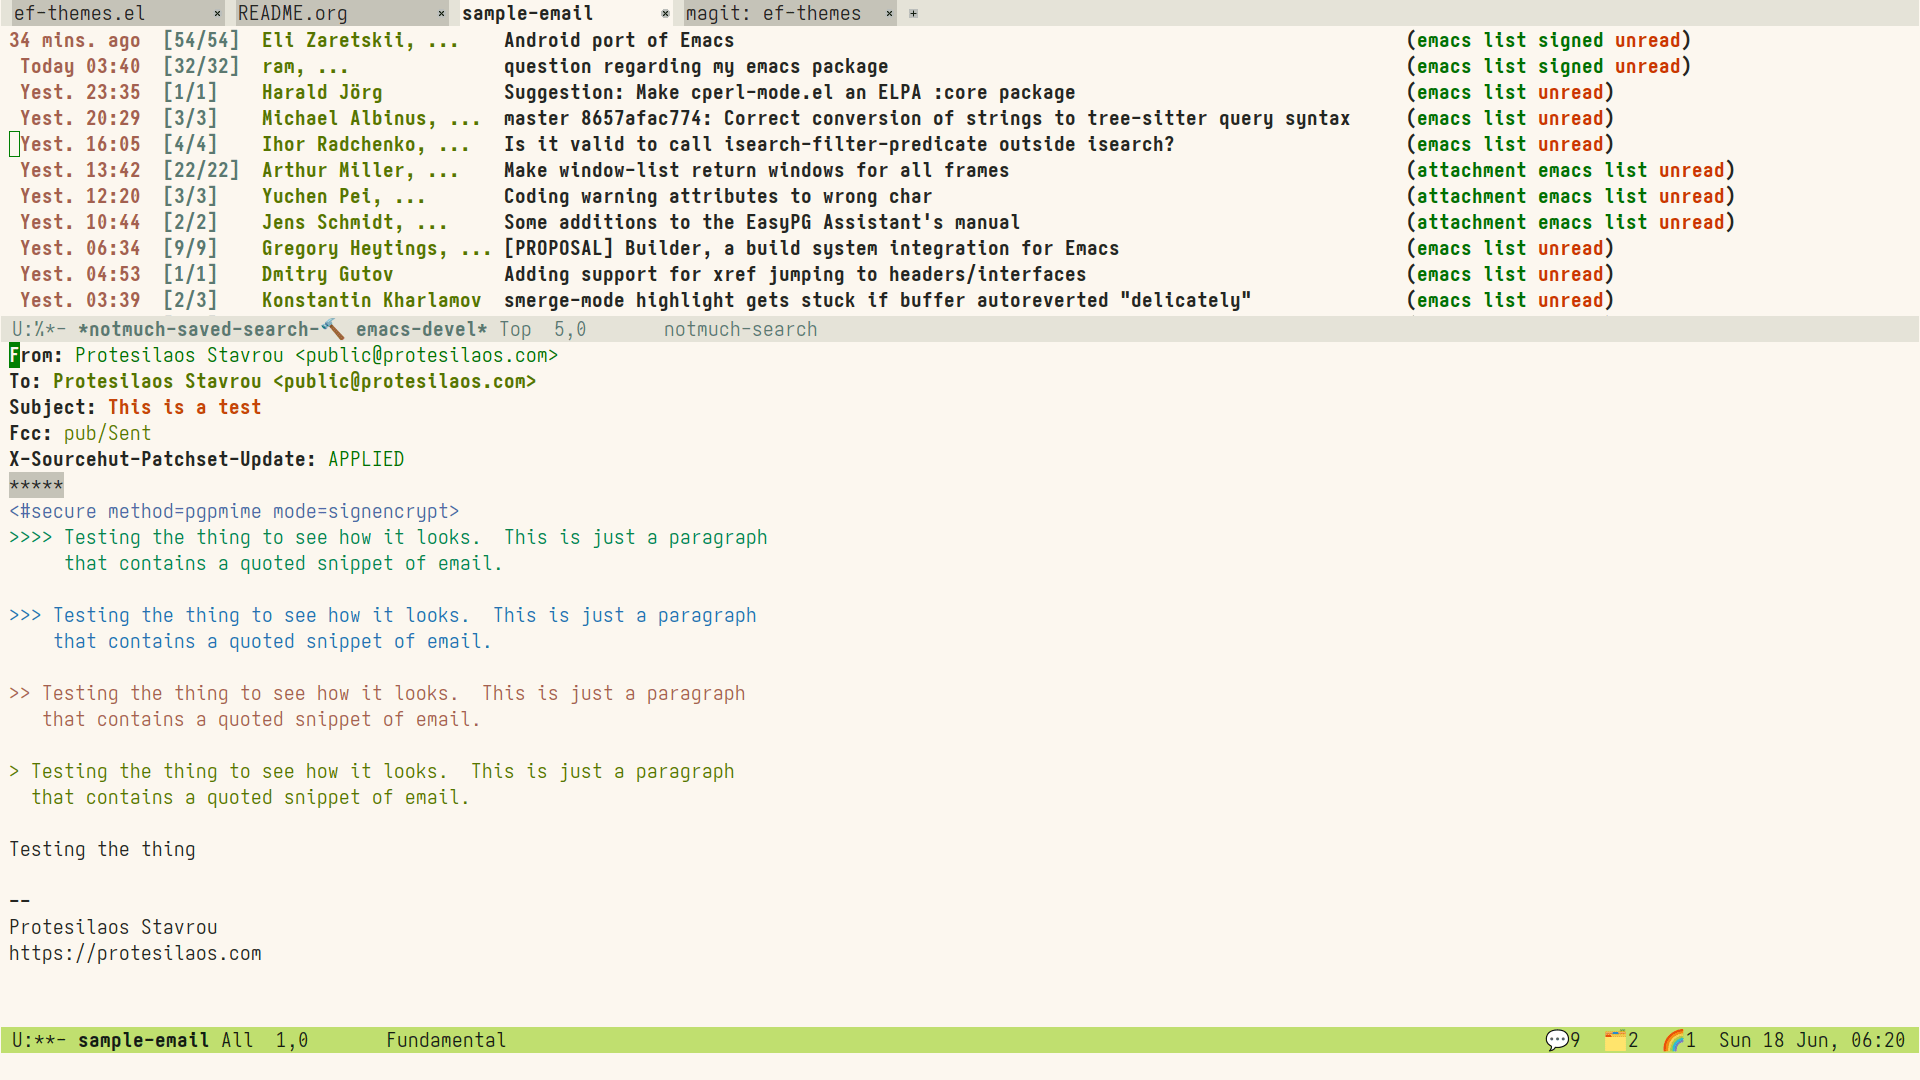 ef-themes.el × README.org × sample-email ⊗ magit: ef-themes × +
34 mins. ago [54/54] Eli Zaretskii, ... Android port of Emacs (emacs list signed unread)
Today 03:40 [32/32] ram, ... question regarding my emacs package (emacs list signed unread)
Yest. 23:35 [1/1] Harald Jörg Suggestion: Make cperl-mode.el an ELPA :core package (emacs list unread)
Yest. 20:29 [3/3] Michael Albinus, ... master 8657afac774: Correct conversion of strings to tree-sitter query syntax (emacs list unread)
Yest. 16:05 [4/4] Ihor Radchenko, ... Is it valid to call isearch-filter-predicate outside isearch? (emacs list unread)
Yest. 13:42 [22/22] Arthur Miller, ... Make window-list return windows for all frames (attachment emacs list unread)
Yest. 12:20 [3/3] Yuchen Pei, ... Coding warning attributes to wrong char (attachment emacs list unread)
Yest. 10:44 [2/2] Jens Schmidt, ... Some additions to the EasyPG Assistant's manual (attachment emacs list unread)
Yest. 06:34 [9/9] Gregory Heytings, ... [PROPOSAL] Builder, a build system integration for Emacs (emacs list unread)
Yest. 04:53 [1/1] Dmitry Gutov Adding support for xref jumping to headers/interfaces (emacs list unread)
Yest. 03:39 [2/3] Konstantin Kharlamov smerge-mode highlight gets stuck if buffer autoreverted "delicately" (emacs list unread)
U:%*- *notmuch-saved-search-🔨 emacs-devel* Top 5,0 notmuch-search
From: Protesilaos Stavrou <public@protesilaos.com>
To: Protesilaos Stavrou <public@protesilaos.com>
Subject: This is a test
Fcc: pub/Sent
X-Sourcehut-Patchset-Update: APPLIED
*****
<#secure method=pgpmime mode=signencrypt>
>>>> Testing the thing to see how it looks.  This is just a paragraph
that contains a quoted snippet of email.
>>> Testing the thing to see how it looks.  This is just a paragraph
that contains a quoted snippet of email.
>> Testing the thing to see how it looks.  This is just a paragraph
that contains a quoted snippet of email.
> Testing the thing to see how it looks.  This is just a paragraph
that contains a quoted snippet of email.
Testing the thing
--
Protesilaos Stavrou
https://protesilaos.com
U:**- sample-email All 1,0 Fundamental 💬9 🗂️2 🌈1 Sun 18 Jun, 06:20